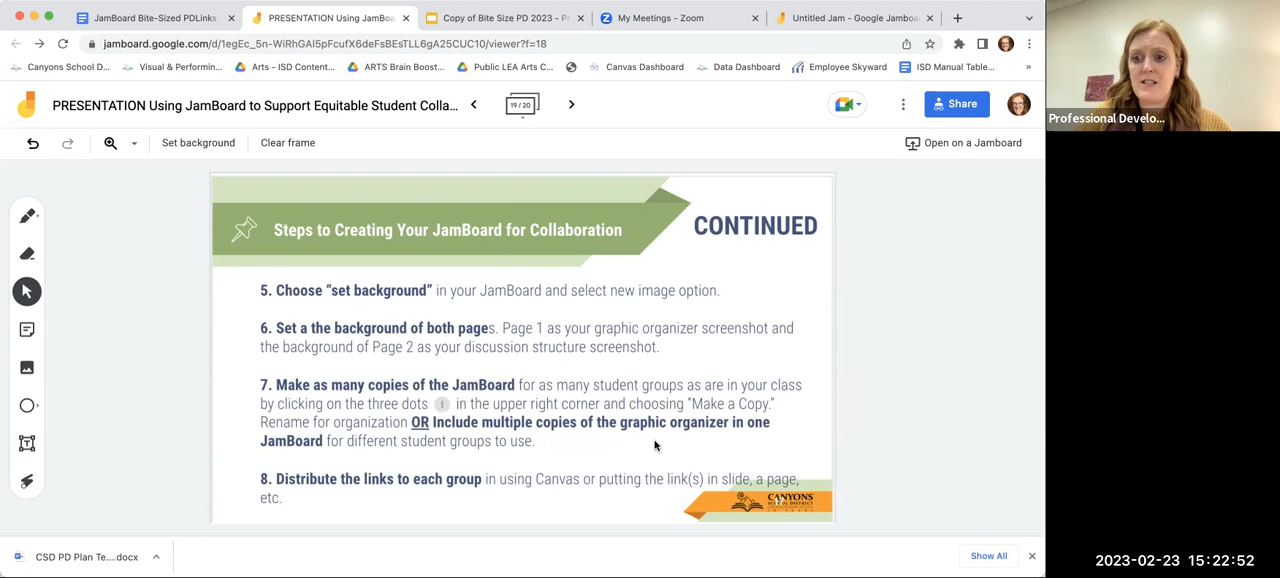 JamBoard Bite-Sized PDLinks
PRESENTATION Using JamBoa
Copy of Bite Size PD 2023 - P
My Meetings - Zoom
Untitled Jam - Google Jamboa
jamboard.google.com/d/1egEc_5n-WiRhGAl5pFcufX6deFsBEsTLL6gA25CUC10/viewer?f=18
Canyons School D...
Visual & Performin...
Arts - ISD Content...
ARTS Brain Boost...
Public LEA Arts C...
Canvas Dashboard
Data Dashboard
Employee Skyward
ISD Manual Table...
»
PRESENTATION Using JamBoard to Support Equitable Student Colla...
19 / 20
Share
Set background
Clear frame
Open on a Jamboard
Steps to Creating Your JamBoard for Collaboration
CONTINUED
5. Choose “set background” in your JamBoard and select new image option.
6. Set a the background of both pages. Page 1 as your graphic organizer screenshot and
the background of Page 2 as your discussion structure screenshot.
7. Make as many copies of the JamBoard for as many student groups as are in your class
by clicking on the three dots in the upper right corner and choosing "Make a Copy."
Rename for organization OR Include multiple copies of the graphic organizer in one
JamBoard for different student groups to use.
8. Distribute the links to each group in using Canvas or putting the link(s) in slide, a page,
etc.
CANYONS
SCHOOL DISTRICT
CSD PD Plan Te....docx
Show All
Professional Develo...
2023-02-23 15:22:52